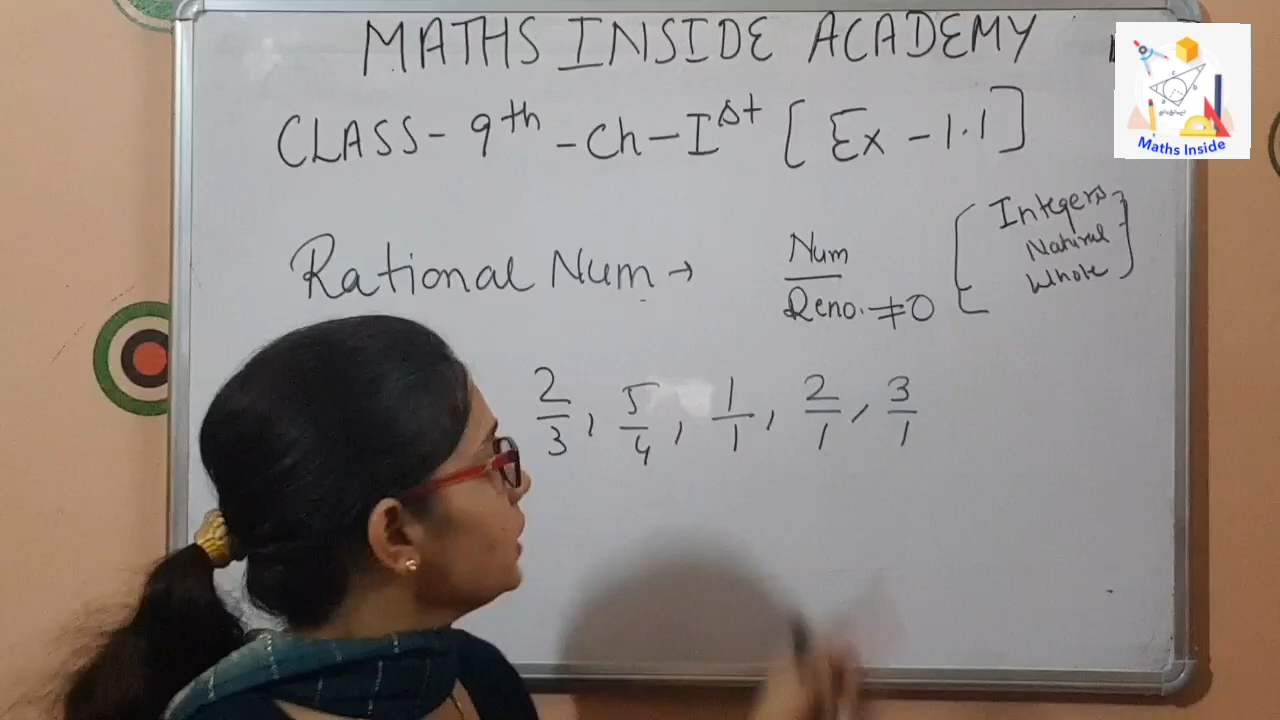 MATHS INSIDE ACADEMY
Maths Inside
CLASS - 9th - Ch - Ist [Ex - 1.1]
Rational Num → Num / Deno. ≠ 0 [Integers, Natural Whole]
2/3, 5/4, 1/1, 2/1, 3/1